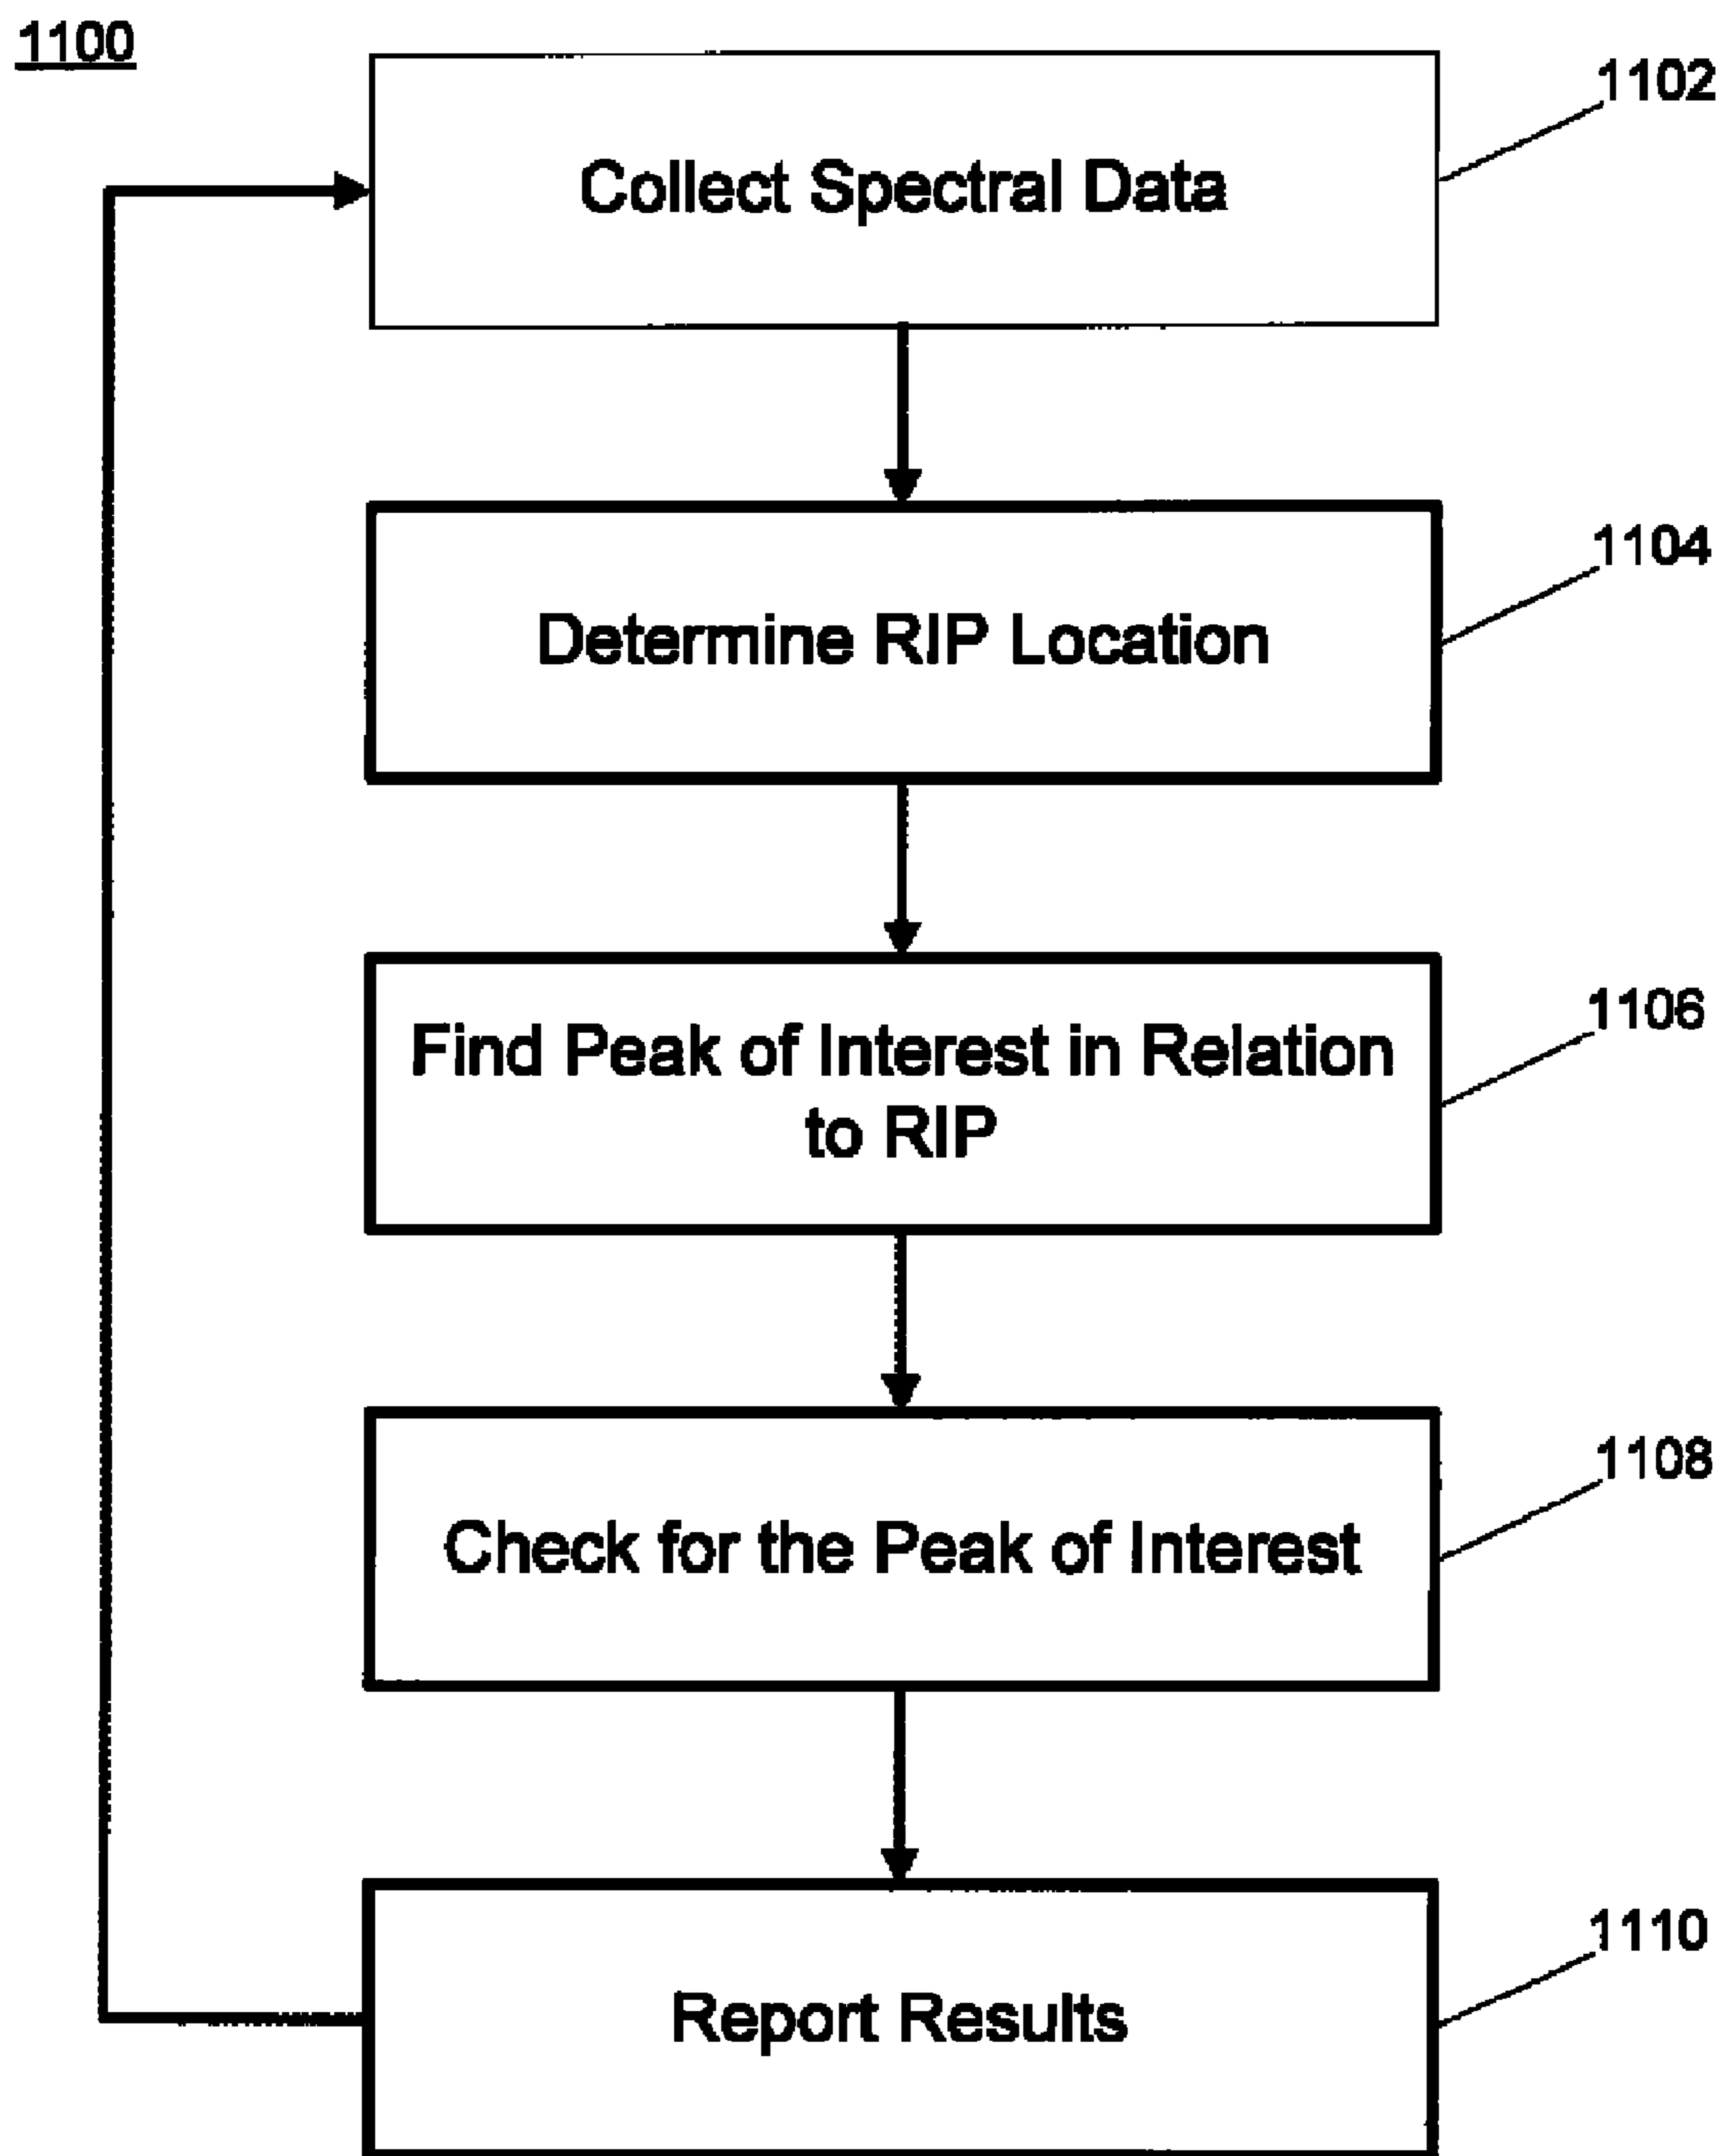 1100
1102
Collect Spectral Data
1104
Determine RIP Location
1106
Find Peak of Interest in Relation
to RIP
1108
Check for the Peak of Interest
1110
Report Results